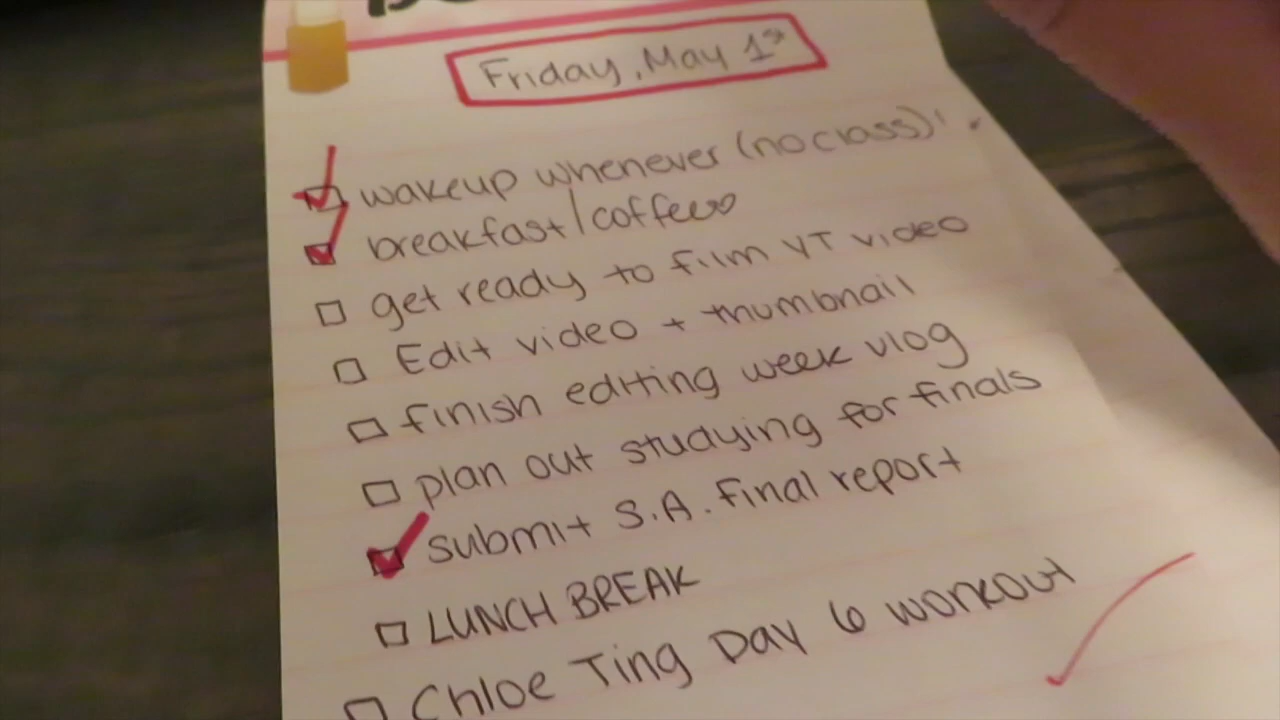 Friday, May 1st
wakeup whenever (no class)!
breakfast/coffee
get ready to film YT video
Edit video + thumbnail
finish editing week vlog
plan out studying for finals
submit S.A. Final report
LUNCH BREAK
Chloe Ting Day 6 workout